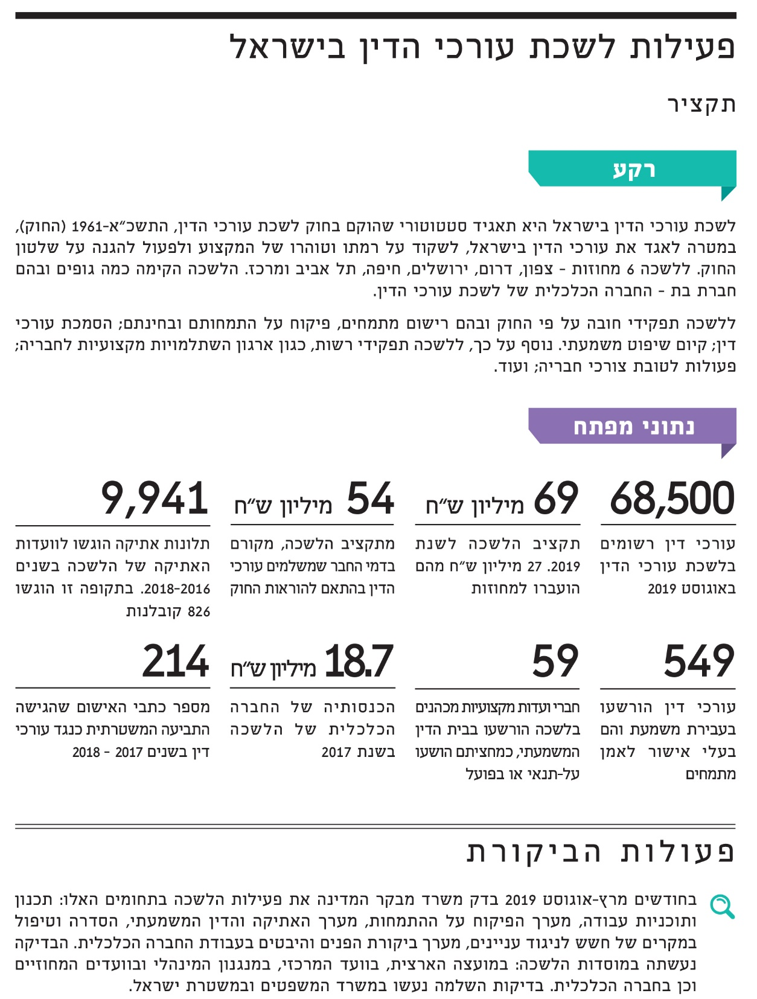 פעילות לשכת עורכי הדין בישראל
תקציר
רקע
לשכת עורכי הדין בישראל היא תאגיד סטטוטורי שהוקם בחוק לשכת עורכי הדין, התשכ"א-1961 (החוק),
במטרה לאגד את עורכי הדין בישראל, לשקוד על רמתו וטוהרו של המקצוע ולפעול להגנה על שלטון
החוק. ללשכה 6 מחוזות - צפון, דרום, ירושלים, חיפה, תל אביב ומרכז. הלשכה הקימה כמה גופים ובהם
חברת בת - החברה הכלכלית של לשכת עורכי הדין.
ללשכה תפקידי חובה על פי החוק ובהם רישום מתמחים, פיקוח על התמחותם ובחינתם; הסמכת עורכי
דין; קיום שיפוט משמעתי. נוסף על כך, ללשכה תפקידי רשות, כגון ארגון השתלמויות מקצועיות לחבריה;
פעולות לטובת צורכי חבריה; ועוד.
נתוני מפתח
68,500
עורכי דין רשומים
בלשכת עורכי הדין
באוגוסט 2019
69 מיליון ש"ח
תקציב הלשכה לשנת
2019. 27 מיליון ש"ח מהם
הועברו למחוזות
54 מיליון ש"ח
מתקציב הלשכה, מקורם
בדמי החבר שמשלמים עורכי
הדין בהתאם להוראות החוק
9,941
תלונות אתיקה הוגשו לוועדות
האתיקה של הלשכה בשנים
2016-2018. בתקופה זו הוגשו
826 קובלנות
549
עורכי דין הורשעו
בעבירת משמעת והם
בעלי אישור לאמן
מתמחים
59
חברי ועדות מקצועיות מכהנים
בלשכה הורשעו בבית הדין
המשמעתי, כמחציתם הושעו
על-תנאי או בפועל
18.7 מיליון ש"ח
הכנסותיה של החברה
הכלכלית של הלשכה
בשנת 2017
214
מספר כתבי האישום שהגישה
התביעה המשטרתית כנגד עורכי
דין בשנים 2017 - 2018
פעולות הביקורת
בחודשים מרץ-אוגוסט 2019 בדק משרד מבקר המדינה את פעילות הלשכה בתחומים האלו: תכנון
ותוכניות עבודה, מערך הפיקוח על ההתמחות, מערך האתיקה והדין המשמעתי, הסדרה וטיפול
במקרים של חשש לניגוד עניינים, מערך ביקורת הפנים והיבטים בעבודת החברה הכלכלית. הבדיקה
נעשתה במוסדות הלשכה: במועצה הארצית, בוועד המרכזי, במנגנון המינהלי ובוועדים המחוזיים
וכן בחברה הכלכלית. בדיקות השלמה נעשו במשרד המשפטים ובמשטרת ישראל.